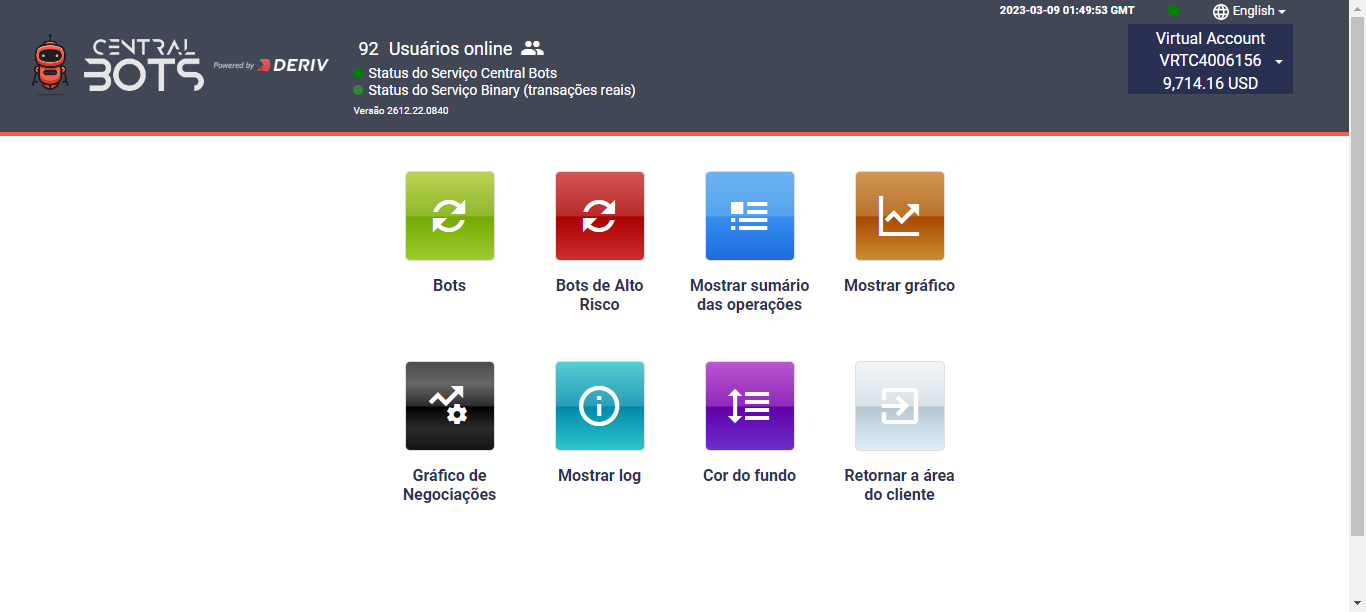 2023-03-09 01:49:53 GMT
English
CENTRAL
BOTS
Powered by DERIV
92 Usuários online
Status do Serviço Central Bots
Status do Serviço Binary (transações reais)
Versão 2612.22.0840
Virtual Account
VRTC4006156
9,714.16 USD
Bots
Bots de Alto
Risco
Mostrar sumário
das operações
Mostrar gráfico
Gráfico de
Negociações
Mostrar log
Cor do fundo
Retornar a área
do cliente